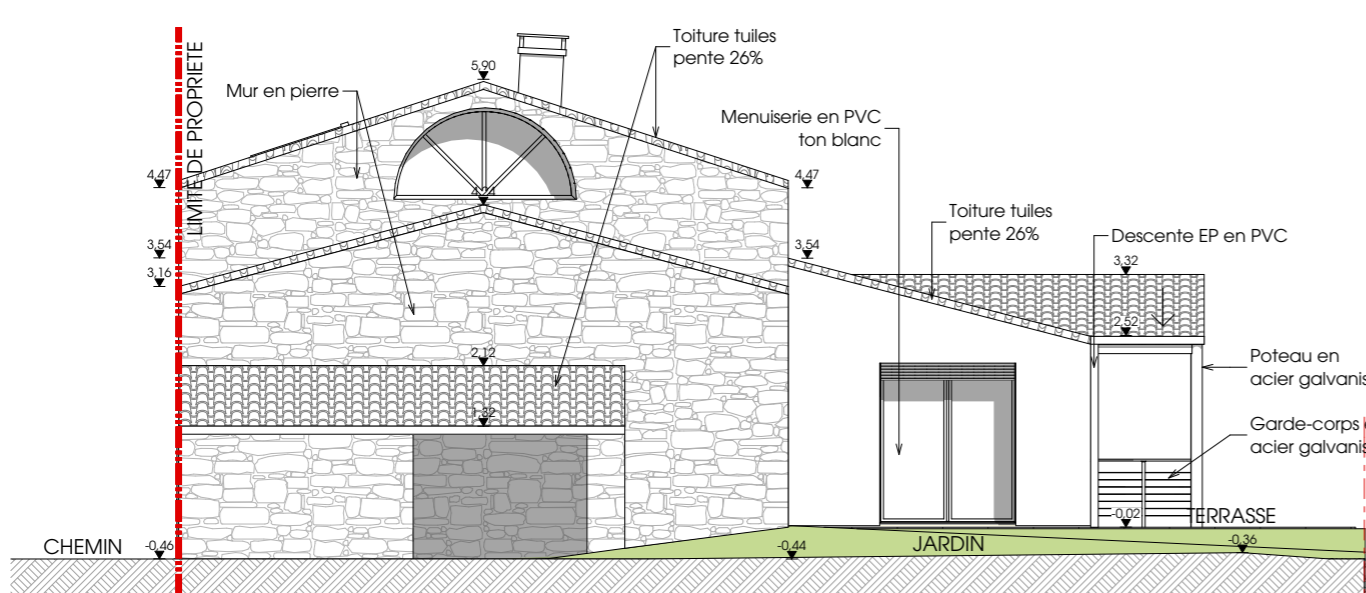 LIMITE DE PROPRIETE
Toiture tuiles
pente 26%
5,90
Mur en pierre
Menuiserie en PVC
ton blanc
4,47
4,47
4,24
Toiture tuiles
pente 26%
Descente EP en PVC
3,54
3,54
3,32
3,16
2,52
2,12
Poteau en
acier galvanis
1,32
Garde-corps
acier galvanis
-0,02
TERRASSE
CHEMIN
-0,46
-0,44
JARDIN
-0,36